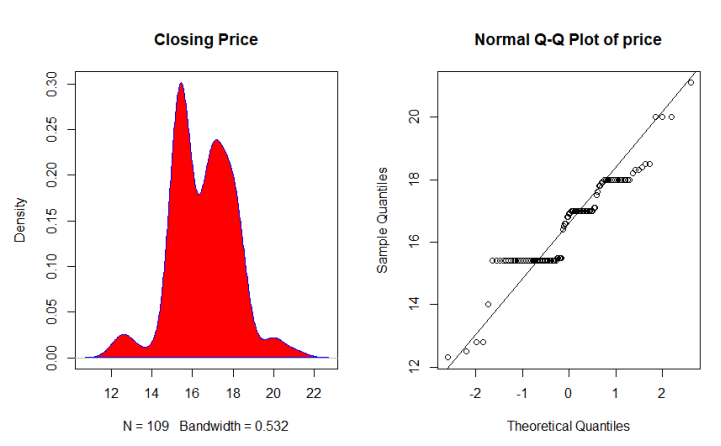 Closing Price
Density
0.00 0.05 0.10 0.15 0.20 0.25 0.30
12 14 16 18 20 22
N = 109 Bandwidth = 0.532
Normal Q-Q Plot of price
Sample Quantiles
12 14 16 18 20
-2 -1 0 1 2
Theoretical Quantiles